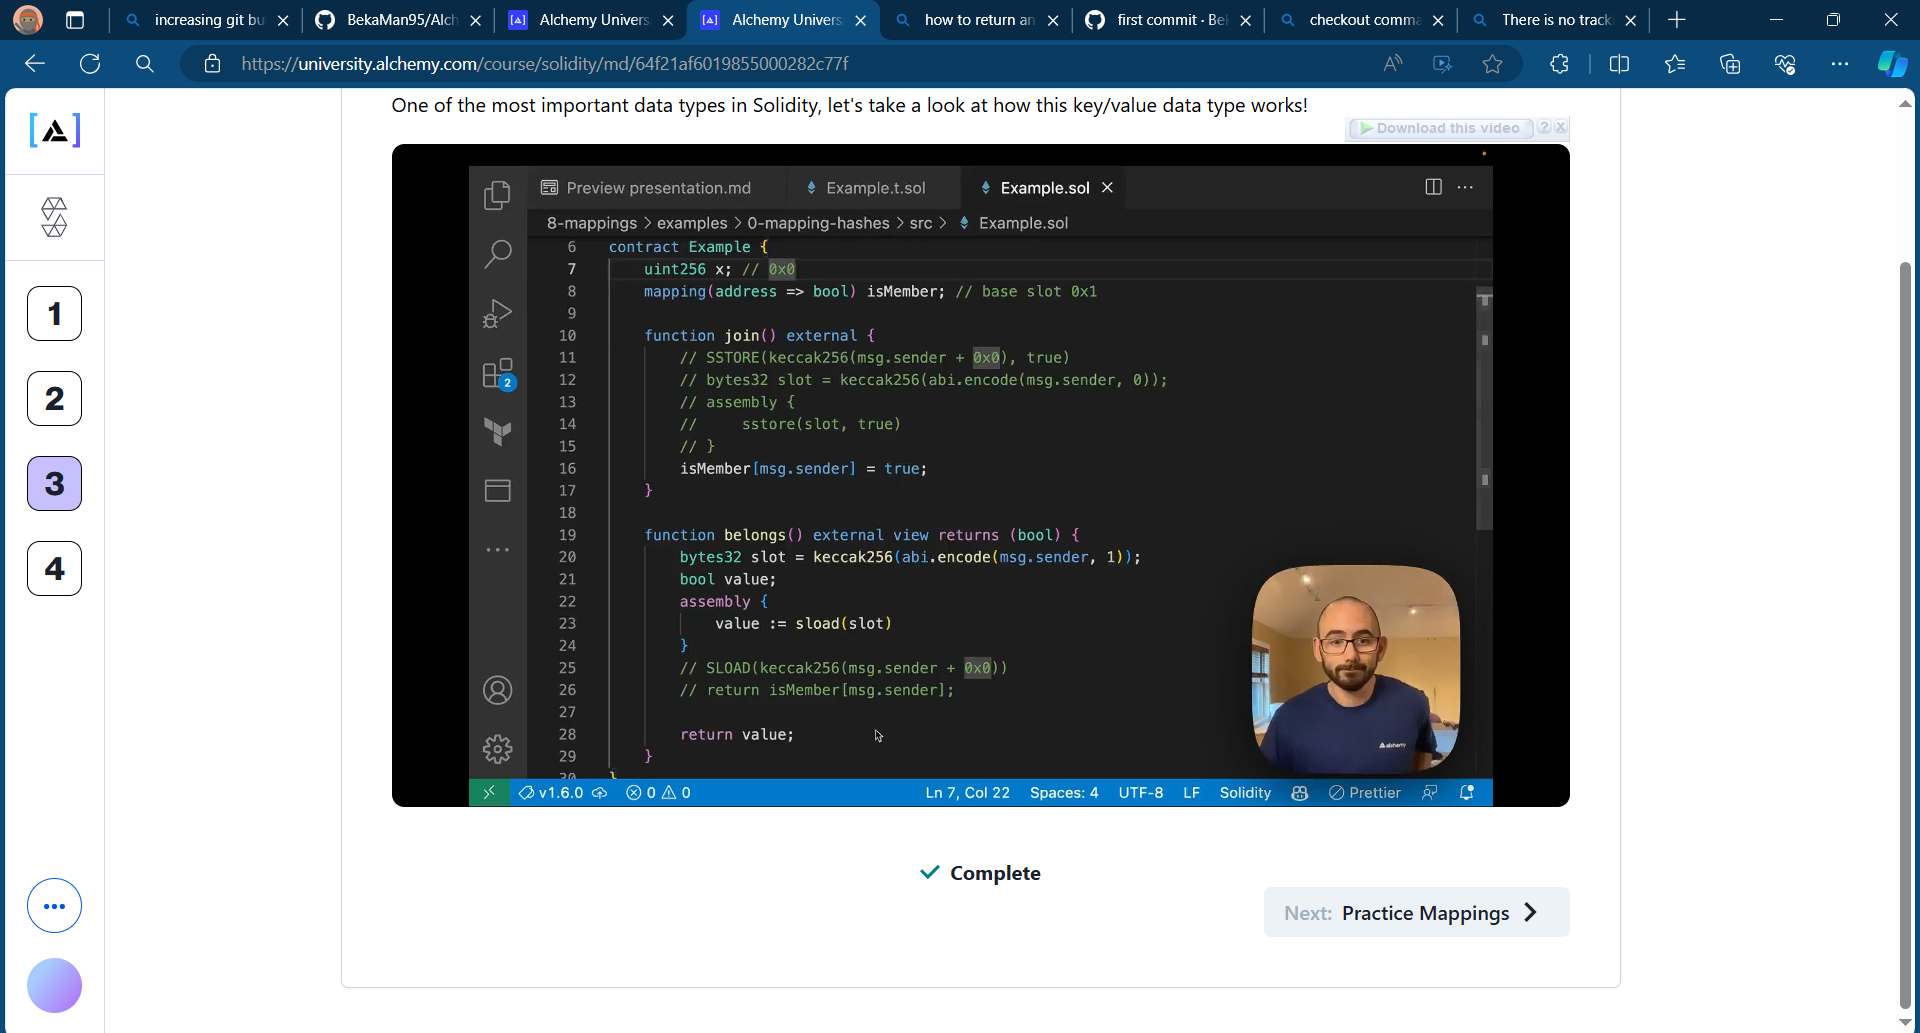 increasing git bu
BekaMan95/Alch
Alchemy Univers
Alchemy Univers
how to return an
first commit · Bek
checkout comma
There is no tracki
https://university.alchemy.com/course/solidity/md/64f21af6019855000282c77f
One of the most important data types in Solidity, let's take a look at how this key/value data type works!
Download this video ? x
Preview presentation.md
Example.t.sol
Example.sol
8-mappings > examples > 0-mapping-hashes > src > Example.sol
6 contract Example {
7 uint256 x; // 0x0
8 mapping(address => bool) isMember; // base slot 0x1
9
10 function join() external {
11 // SSTORE(keccak256(msg.sender + 0x0), true)
12 // bytes32 slot = keccak256(abi.encode(msg.sender, 0));
13 // assembly {
14 // sstore(slot, true)
15 // }
16 isMember[msg.sender] = true;
17 }
18
19 function belongs() external view returns (bool) {
20 bytes32 slot = keccak256(abi.encode(msg.sender, 1));
21 bool value;
22 assembly {
23 value := sload(slot)
24 }
25 // SLOAD(keccak256(msg.sender + 0x0))
26 // return isMember[msg.sender];
27
28 return value;
29 }
30 }
2
alchemy
v1.6.0 0 0 Ln 7, Col 22 Spaces: 4 UTF-8 LF Solidity Prettier
1
2
3
4
Complete
Next: Practice Mappings